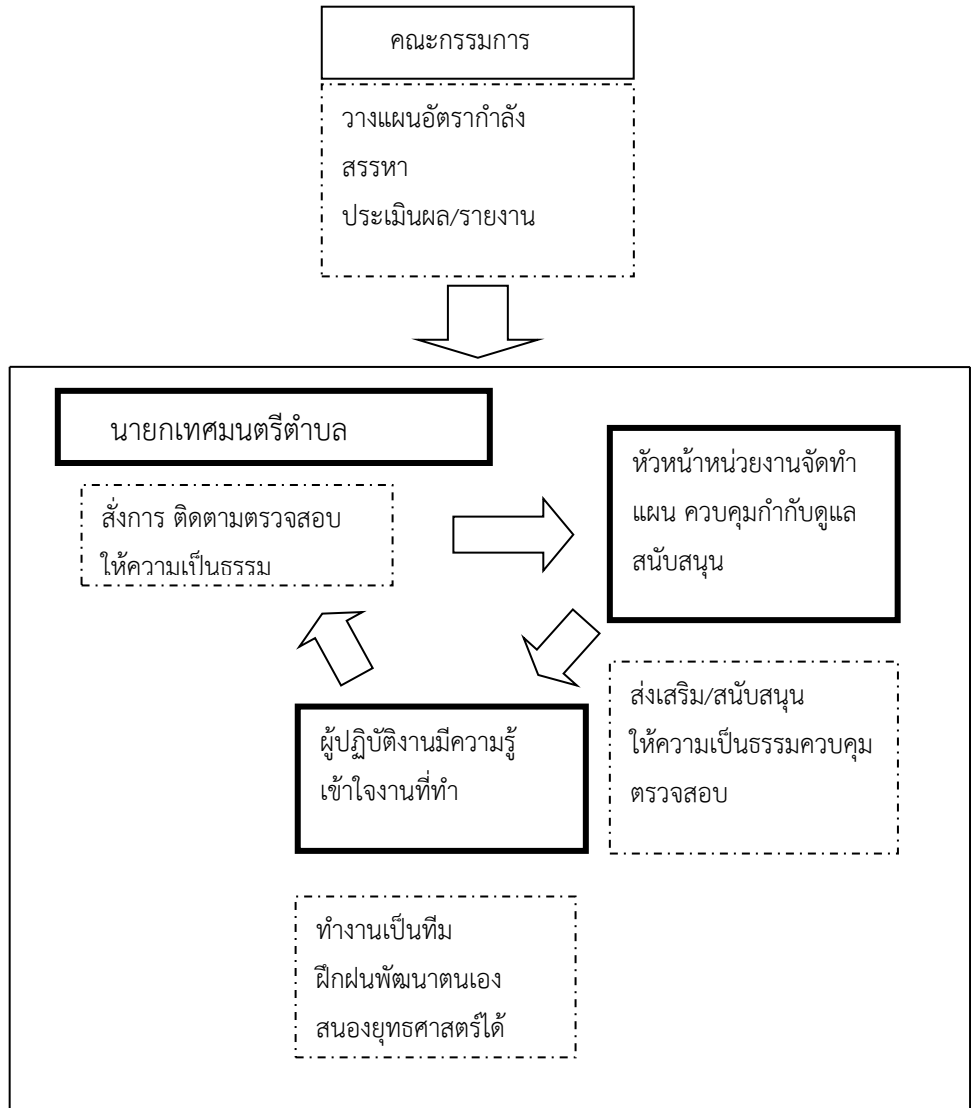 คณะกรรมการ
วางแผนอัตรากำลัง
สรรหา
ประเมินผล/รายงาน
นายกเทศมนตรีตำบล
สั่งการ ติดตามตรวจสอบ
ให้ความเป็นธรรม
หัวหน้าหน่วยงานจัดทำ
แผน ควบคุมกำกับดูแล
สนับสนุน
ส่งเสริม/สนับสนุน
ให้ความเป็นธรรมควบคุม
ตรวจสอบ
ผู้ปฏิบัติงานมีความรู้
เข้าใจงานที่ทำ
ทำงานเป็นทีม
ฝึกฝนพัฒนาตนเอง
สนองยุทธศาสตร์ได้